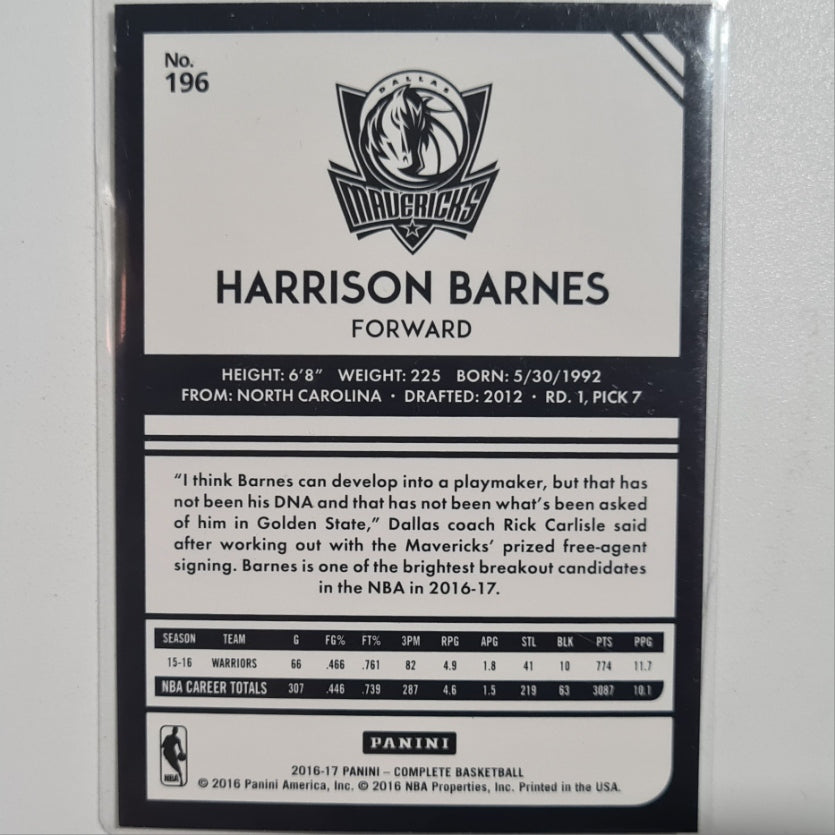 No.
196
DALLAS
MAVERICKS
HARRISON BARNES
FORWARD
HEIGHT: 6'8" WEIGHT: 225 BORN: 5/30/1992
FROM: NORTH CAROLINA · DRAFTED: 2012 · RD. 1, PICK 7
"I think Barnes can develop into a playmaker, but that has
not been his DNA and that has not been what's been asked
of him in Golden State," Dallas coach Rick Carlisle said
after working out with the Mavericks' prized free-agent
signing. Barnes is one of the brightest breakout candidates
in the NBA in 2016-17.
SEASON TEAM G FG% FT% 3PM RPG APG STL BLK PTS PPG
15-16 WARRIORS 66 .466 .761 82 4.9 1.8 41 10 774 11.7
NBA CAREER TOTALS 307 .446 .739 287 4.6 1.5 219 63 3087 10.1
PANINI
NBA
2016-17 PANINI – COMPLETE BASKETBALL
© 2016 Panini America, Inc. © 2016 NBA Properties, Inc. Printed in the USA.